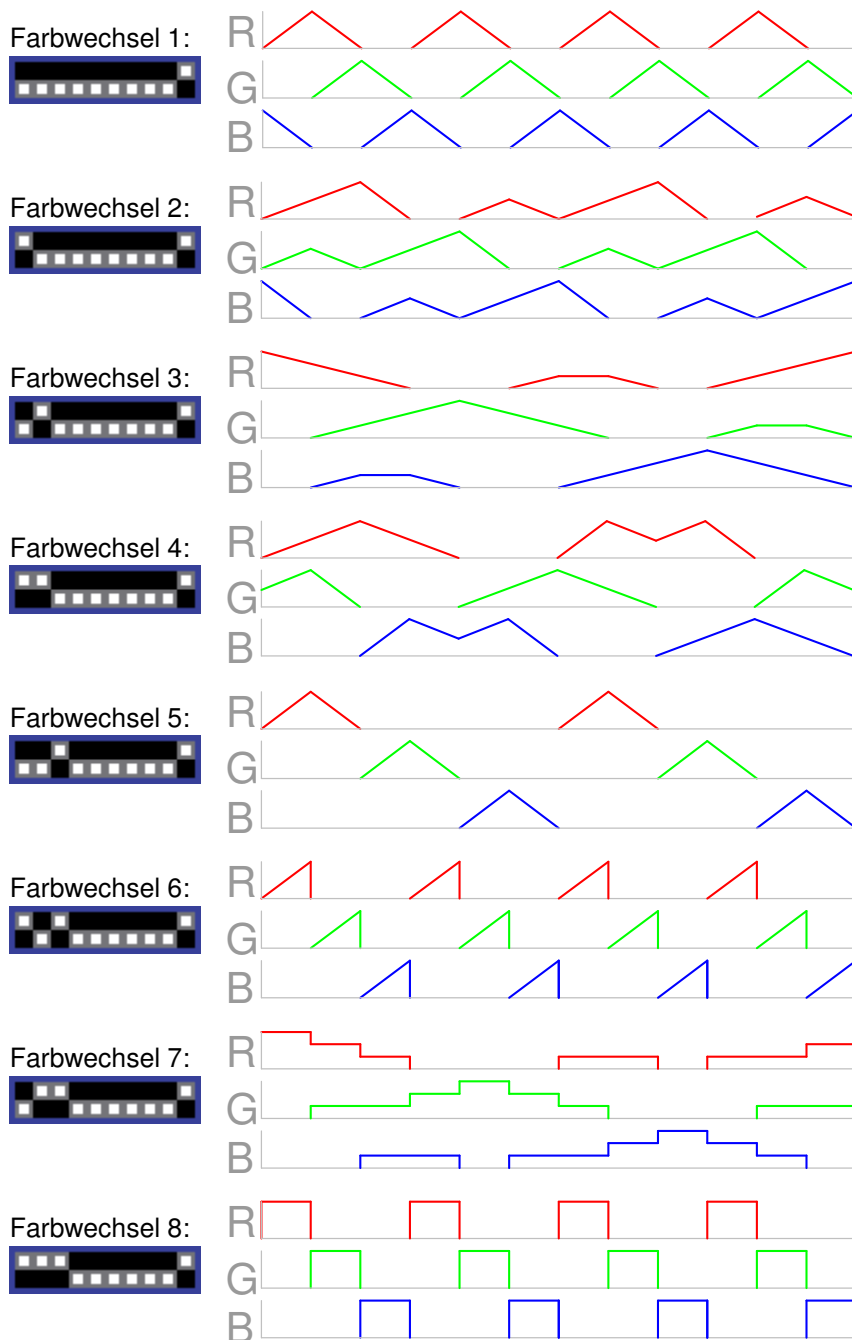 Farbwechsel 1:
R
G
B
Farbwechsel 2:
R
G
B
Farbwechsel 3:
R
G
B
Farbwechsel 4:
R
G
B
Farbwechsel 5:
R
G
B
Farbwechsel 6:
R
G
B
Farbwechsel 7:
R
G
B
Farbwechsel 8:
R
G
B